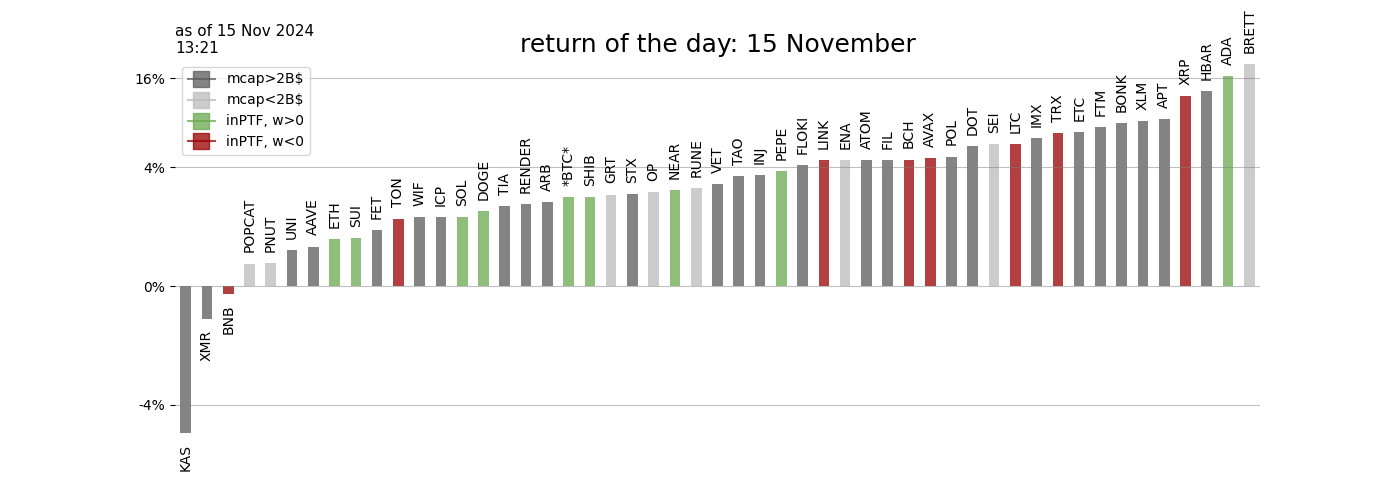 as of 15 Nov 2024
13:21
return of the day: 15 November
mcap>2B$
mcap<2B$
inPTF, w>0
inPTF, w<0
16%
4%
0%
-4%
KAS
XMR
BNB
POPCAT
PNUT
UNI
AAVE
ETH
SUI
FET
TON
WIF
ICP
SOL
DOGE
TIA
RENDER
ARB
*BTC*
SHIB
GRT
STX
OP
NEAR
RUNE
VET
TAO
INJ
PEPE
FLOKI
LINK
ENA
ATOM
FIL
BCH
AVAX
POL
DOT
SEI
LTC
IMX
TRX
ETC
FTM
BONK
XLM
APT
XRP
HBAR
ADA
BRETT